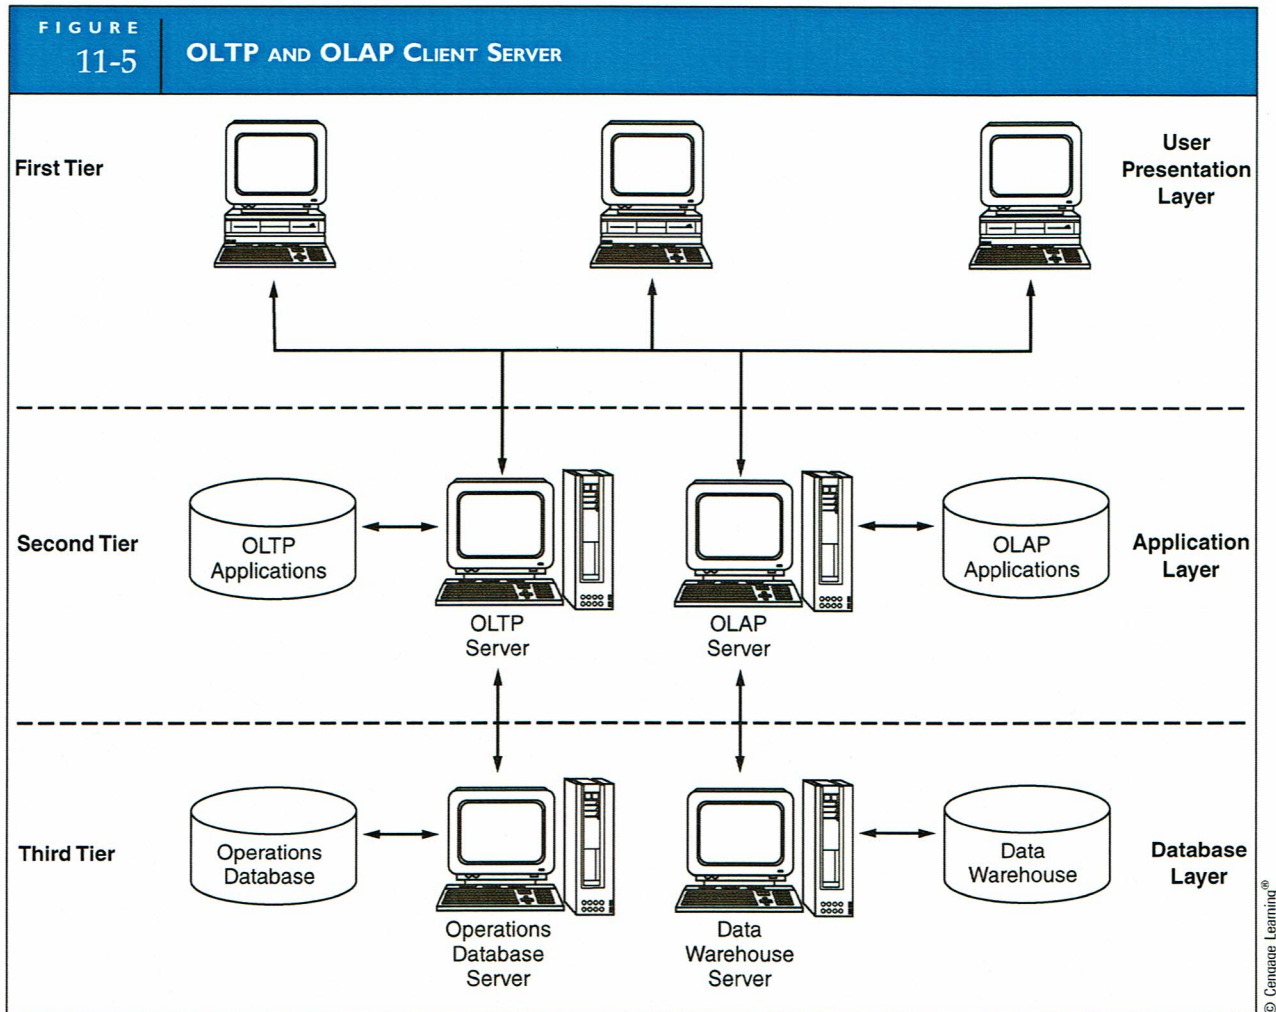 FIGURE
11-5
OLTP AND OLAP CLIENT SERVER
First Tier
User
Presentation
Layer
Second Tier
OLTP
Applications
OLTP
Server
OLAP
Server
OLAP
Applications
Application
Layer
Third Tier
Operations
Database
Operations
Database
Server
Data
Warehouse
Server
Data
Warehouse
Database
Layer
© Cengage Learning®